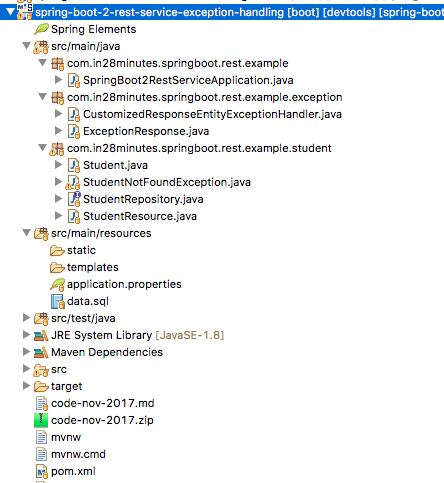 spring-boot-2-rest-service-exception-handling [boot] [devtools] [spring-boot
Spring Elements
src/main/java
com.in28minutes.springboot.rest.example
SpringBoot2RestServiceApplication.java
com.in28minutes.springboot.rest.example.exception
CustomizedResponseEntityExceptionHandler.java
ExceptionResponse.java
com.in28minutes.springboot.rest.example.student
Student.java
StudentNotFoundException.java
StudentRepository.java
StudentResource.java
src/main/resources
static
templates
application.properties
data.sql
src/test/java
JRE System Library [JavaSE-1.8]
Maven Dependencies
src
target
code-nov-2017.md
code-nov-2017.zip
mvnw
mvnw.cmd
pom.xml